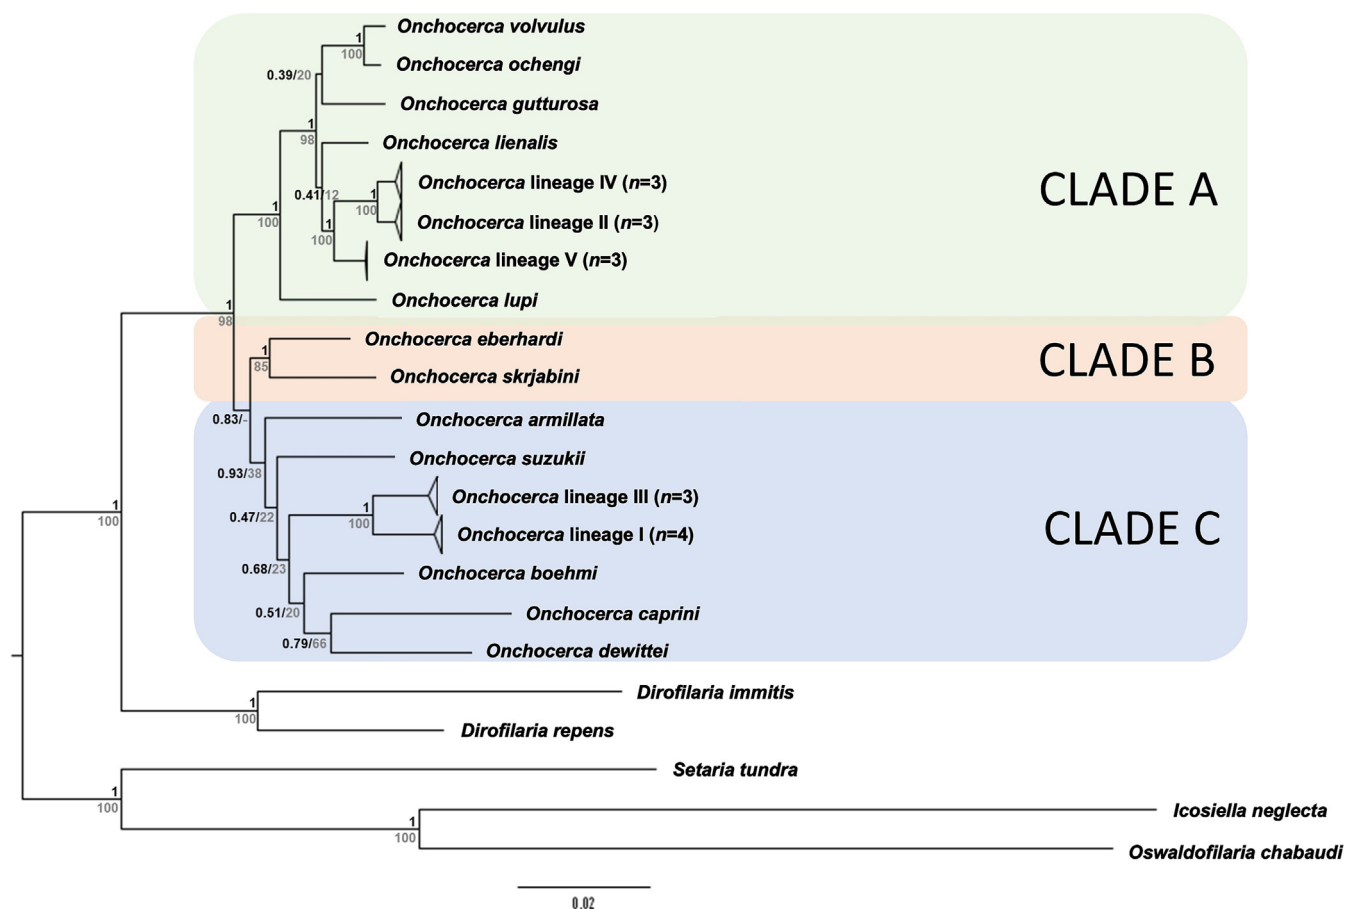 Onchocerca volvulus
1
100
Onchocerca ochengi
0.39/20
Onchocerca gutturosa
1
98
Onchocerca lienalis
Onchocerca lineage IV (n=3)
0.41/12
1
100
Onchocerca lineage II (n=3)
1
100
Onchocerca lineage V (n=3)
1
100
Onchocerca lupi
CLADE A
1
98
Onchocerca eberhardi
1
85
Onchocerca skrjabini
CLADE B
0.83/-
Onchocerca armillata
0.93/38
Onchocerca suzukii
0.47/22
Onchocerca lineage III (n=3)
1
100
Onchocerca lineage I (n=4)
CLADE C
0.68/23
Onchocerca boehmi
0.51/20
Onchocerca caprini
0.79/66
Onchocerca dewittei
1
100
Dirofilaria immitis
1
100
Dirofilaria repens
Setaria tundra
1
100
Icosiella neglecta
1
100
Oswaldofilaria chabaudi
0.02